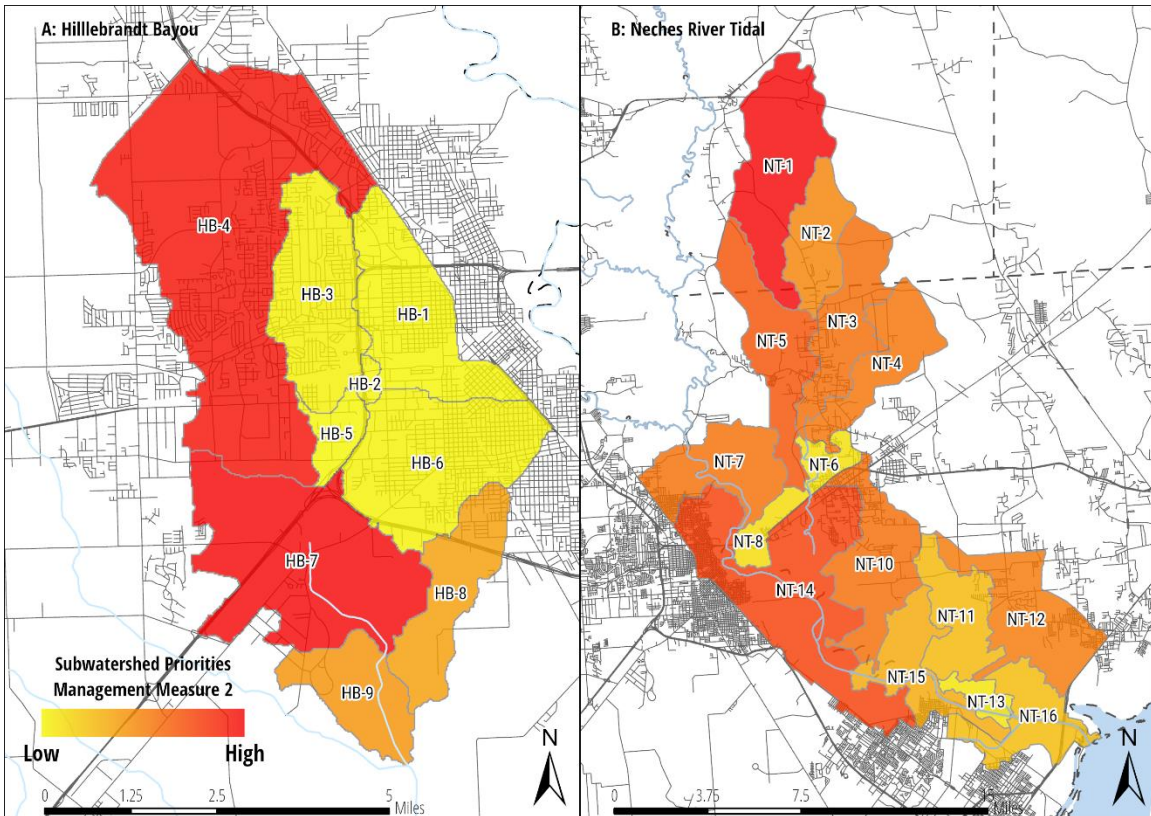 A: Hilllebrandt Bayou
HB-4
HB-3
HB-1
HB-2
HB-5
HB-6
HB-7
HB-8
HB-9
Subwatershed Priorities
Management Measure 2
Low High
N
0 1.25 2.5 5
Miles
B: Neches River Tidal
NT-1
NT-2
NT-3
NT-5
NT-4
NT-7
NT-6
NT-8
NT-10
NT-14
NT-11
NT-12
NT-15
NT-13
NT-16
N
0 3.75 7.5 15
Miles